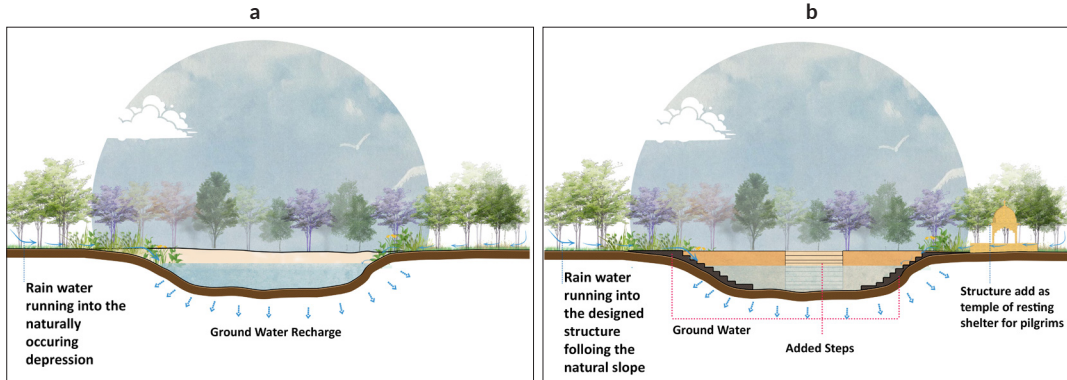 a
Rain water
running into the
naturally
occuring
depression
Ground Water Recharge
b
Rain water
running into
the designed
structure
folloing the
natural slope
Ground Water
Added Steps
Structure add as
temple of resting
shelter for pilgrims